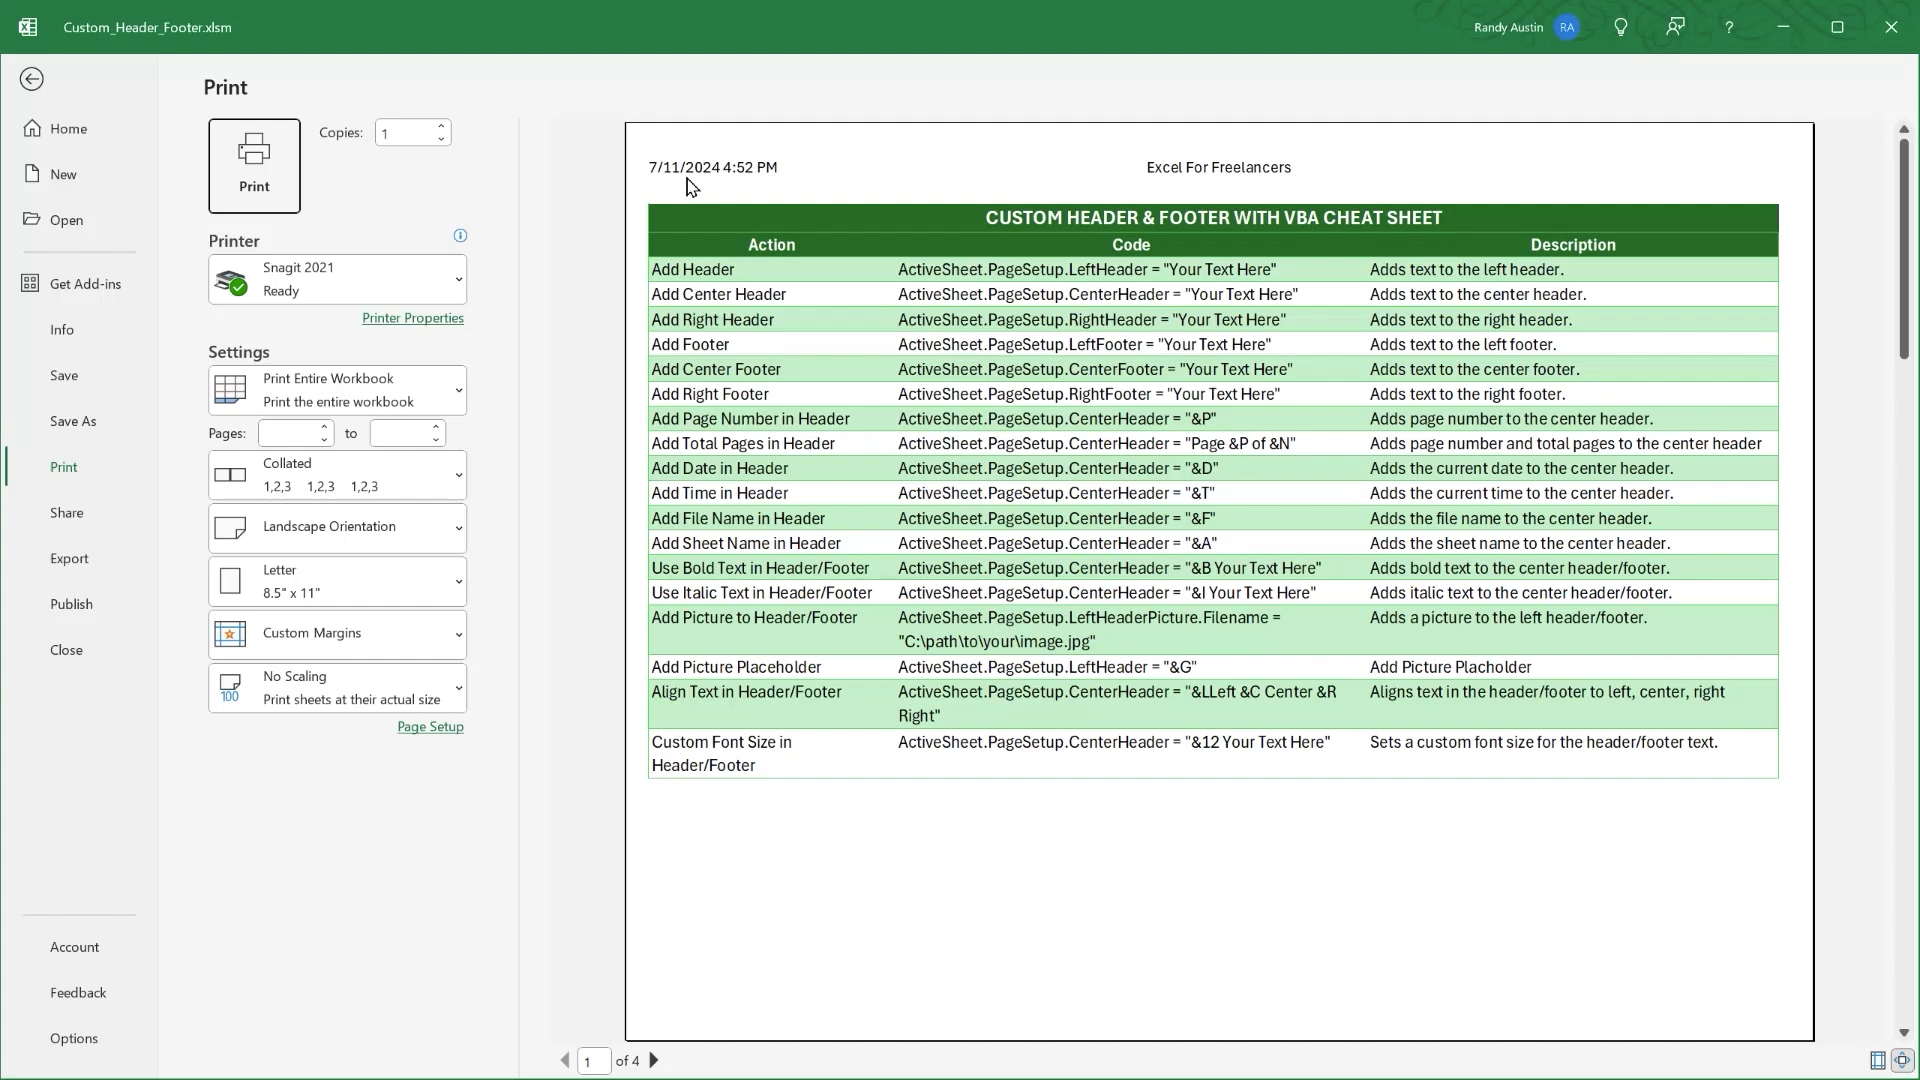 Custom_Header_Footer.xlsm
Randy Austin RA ?
Home
New
Open
Get Add-ins
Info
Save
Save As
Print
Share
Export
Publish
Close
Account
Feedback
Options
Print
Print
Copies: 1
Printer
Snagit 2021
Ready
Printer Properties
Settings
Print Entire Workbook
Print the entire workbook
Pages: to
Collated
1,2,3 1,2,3 1,2,3
Landscape Orientation
Letter
8.5" x 11"
Custom Margins
No Scaling
100 Print sheets at their actual size
Page Setup
7/11/2024 4:52 PM Excel For Freelancers
CUSTOM HEADER & FOOTER WITH VBA CHEAT SHEET
Action Code Description
Add Header ActiveSheet.PageSetup.LeftHeader = "Your Text Here" Adds text to the left header.
Add Center Header ActiveSheet.PageSetup.CenterHeader = "Your Text Here" Adds text to the center header.
Add Right Header ActiveSheet.PageSetup.RightHeader = "Your Text Here" Adds text to the right header.
Add Footer ActiveSheet.PageSetup.LeftFooter = "Your Text Here" Adds text to the left footer.
Add Center Footer ActiveSheet.PageSetup.CenterFooter = "Your Text Here" Adds text to the center footer.
Add Right Footer ActiveSheet.PageSetup.RightFooter = "Your Text Here" Adds text to the right footer.
Add Page Number in Header ActiveSheet.PageSetup.CenterHeader = "&P" Adds page number to the center header.
Add Total Pages in Header ActiveSheet.PageSetup.CenterHeader = "Page &P of &N" Adds page number and total pages to the center header
Add Date in Header ActiveSheet.PageSetup.CenterHeader = "&D" Adds the current date to the center header.
Add Time in Header ActiveSheet.PageSetup.CenterHeader = "&T" Adds the current time to the center header.
Add File Name in Header ActiveSheet.PageSetup.CenterHeader = "&F" Adds the file name to the center header.
Add Sheet Name in Header ActiveSheet.PageSetup.CenterHeader = "&A" Adds the sheet name to the center header.
Use Bold Text in Header/Footer ActiveSheet.PageSetup.CenterHeader = "&B Your Text Here" Adds bold text to the center header/footer.
Use Italic Text in Header/Footer ActiveSheet.PageSetup.CenterHeader = "&I Your Text Here" Adds italic text to the center header/footer.
Add Picture to Header/Footer ActiveSheet.PageSetup.LeftHeaderPicture.Filename = Adds a picture to the left header/footer.
"C:\path\to\your\image.jpg"
Add Picture Placeholder ActiveSheet.PageSetup.LeftHeader = "&G" Add Picture Placholder
Align Text in Header/Footer ActiveSheet.PageSetup.CenterHeader = "&LLeft &C Center &R Aligns text in the header/footer to left, center, right
Right"
Custom Font Size in ActiveSheet.PageSetup.CenterHeader = "&12 Your Text Here" Sets a custom font size for the header/footer text.
Header/Footer
1 of 4